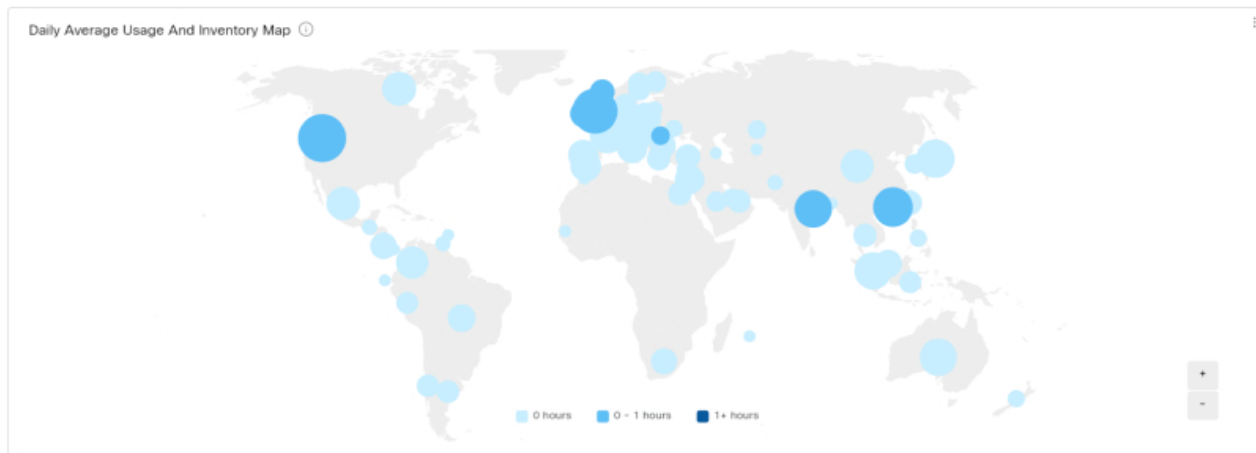 Daily Average Usage And Inventory Map
0 hours
0 - 1 hours
1+ hours
+
-